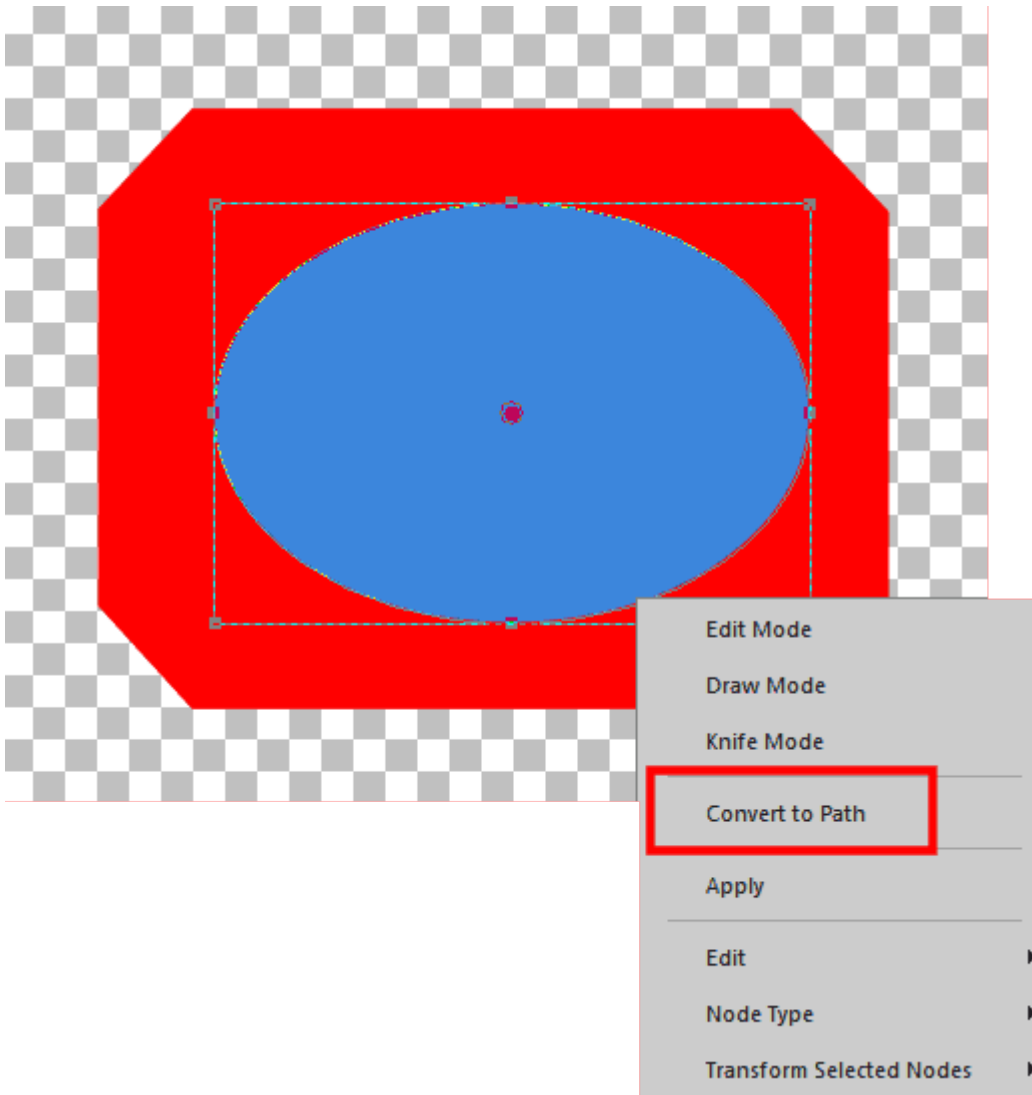 Edit Mode
Draw Mode
Knife Mode
Convert to Path
Apply
Edit
Node Type
Transform Selected Nodes